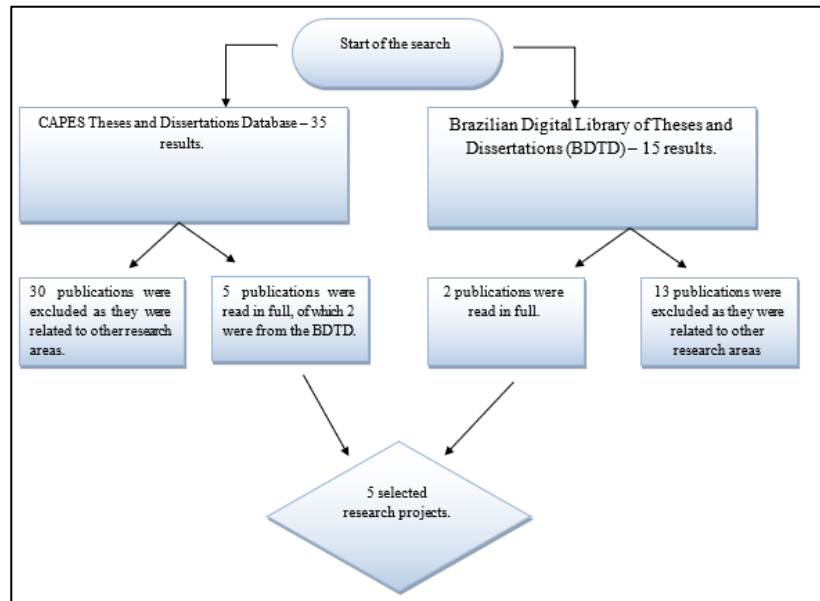 Start of the search
CAPES Theses and Dissertations Database – 35
results.
Brazilian Digital Library of Theses and
Dissertations (BDTD) – 15 results.
30 publications were
excluded as they were
related to other research
areas.
5 publications were
read in full, of which 2
were from the BDTD.
2 publications were
read in full.
13 publications were
excluded as they were
related to other
research areas
5 selected
research projects.